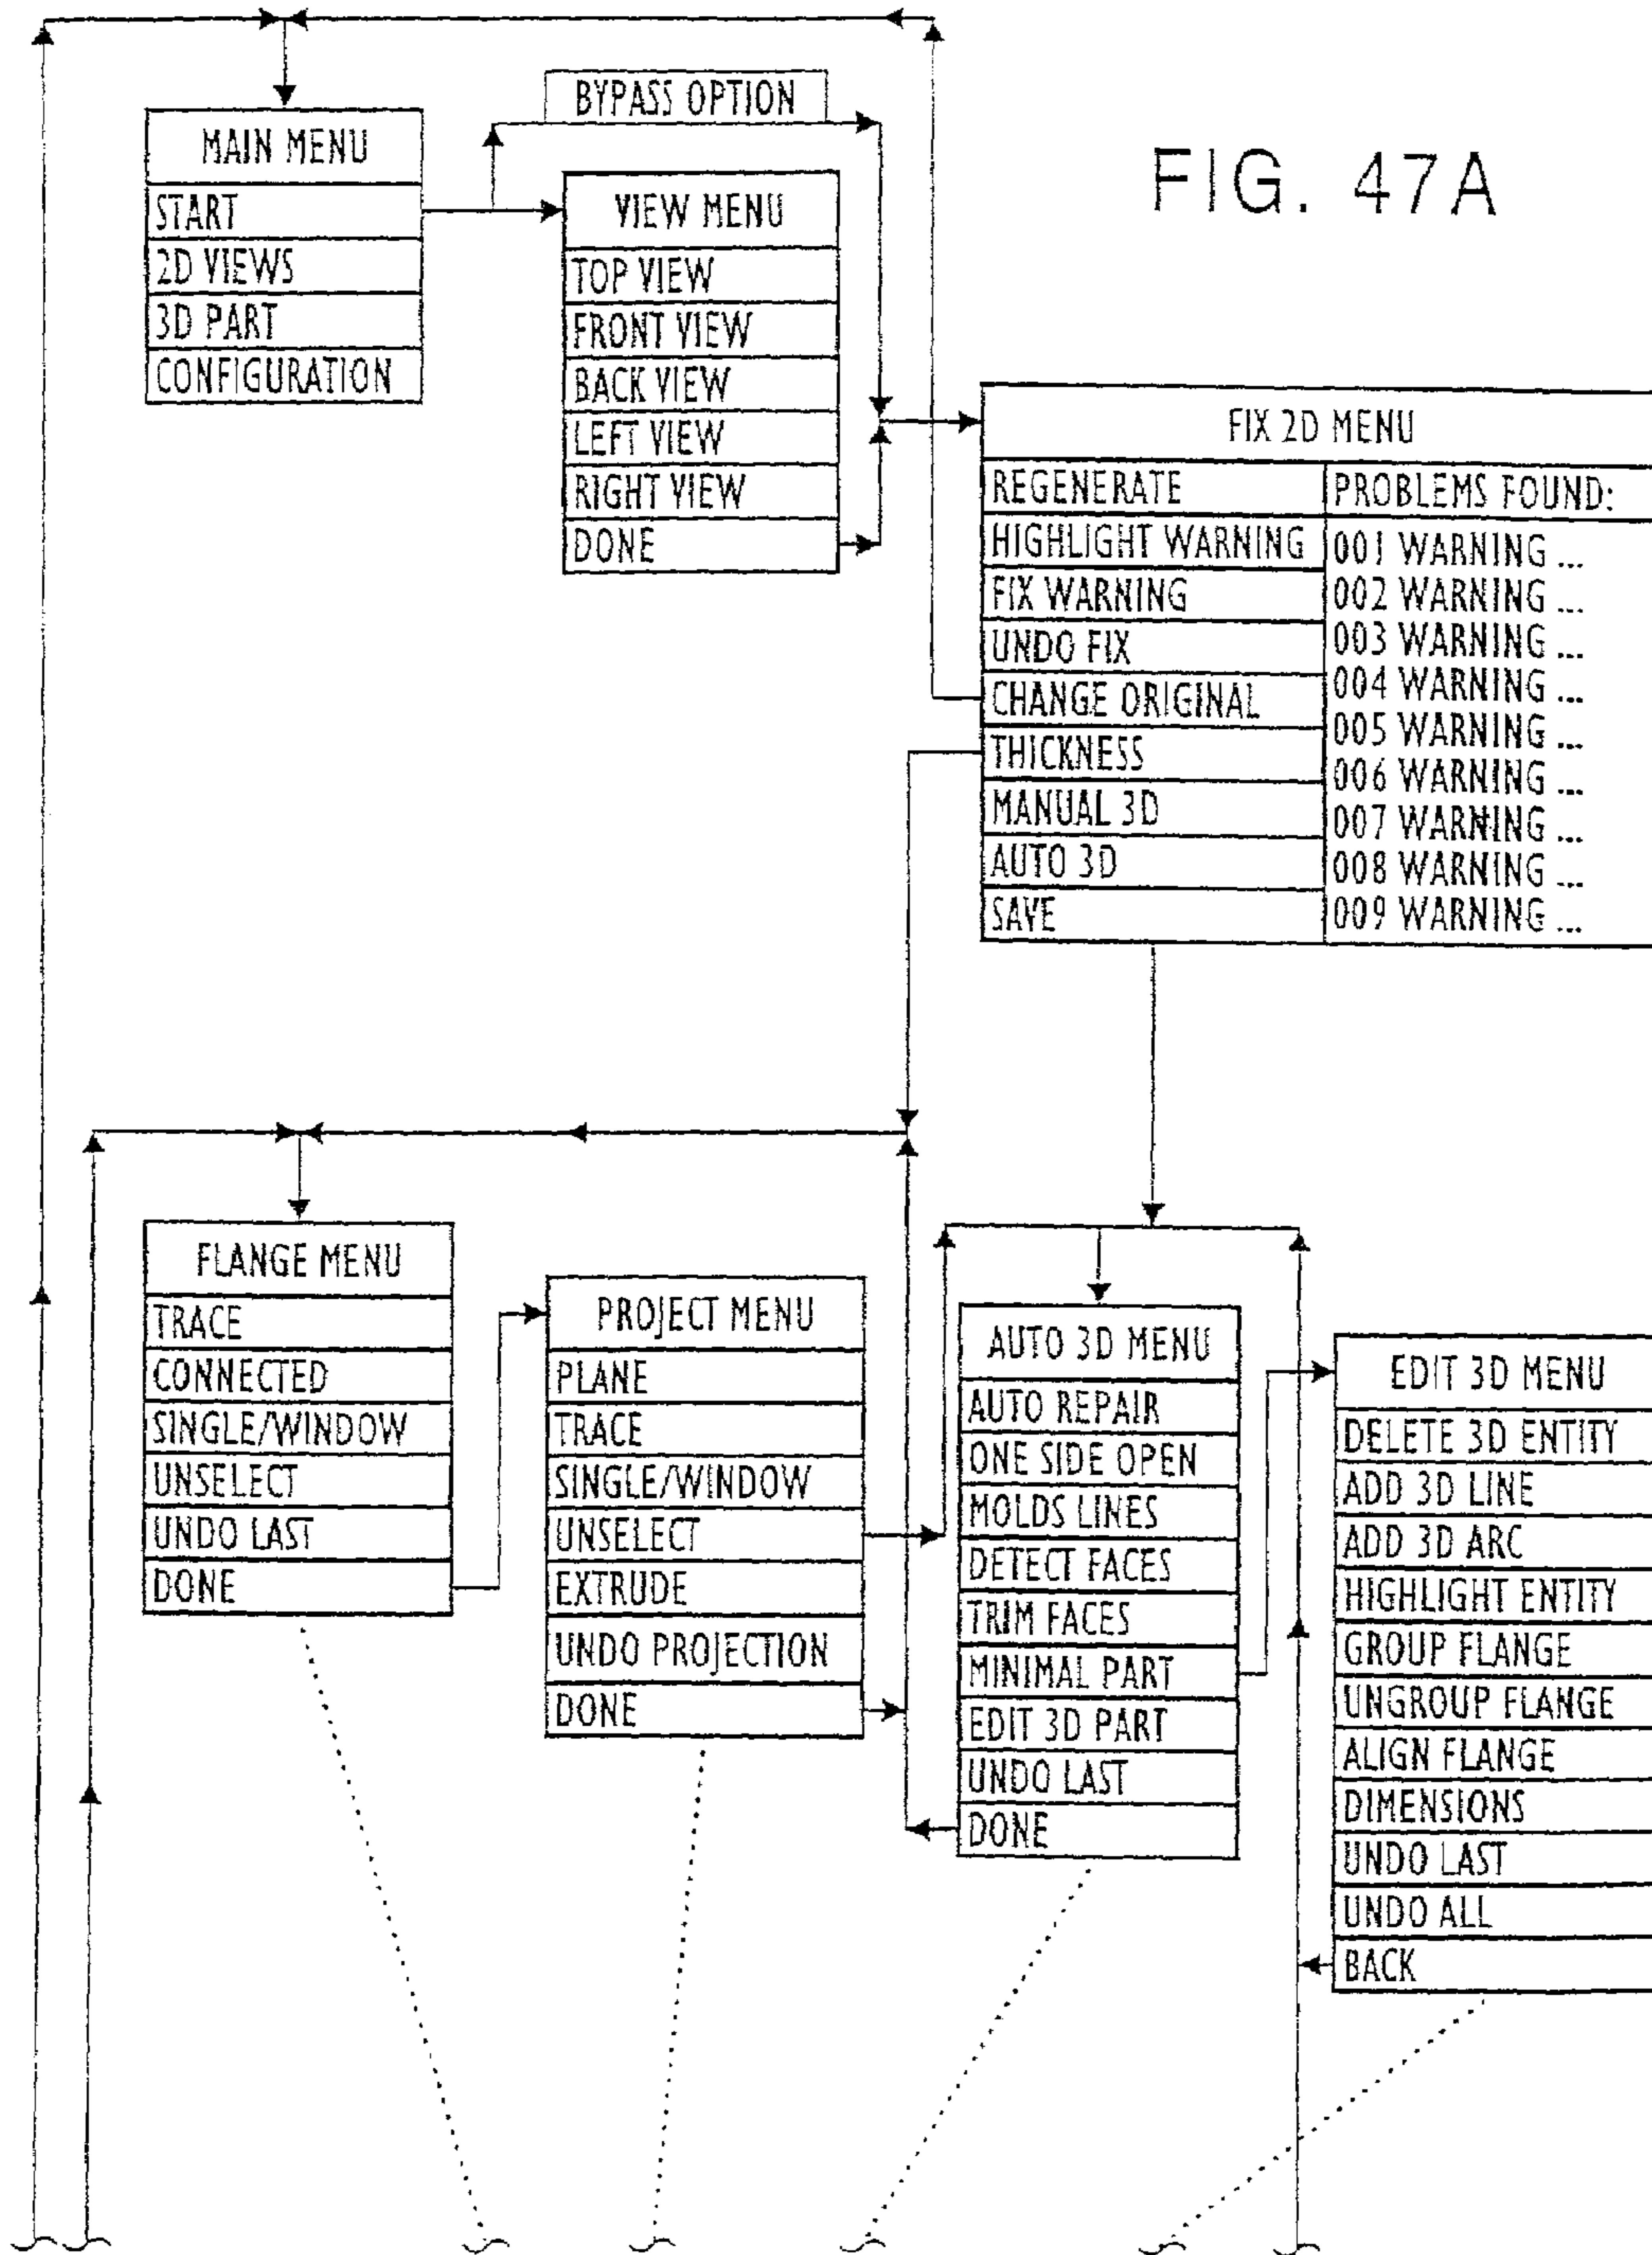 FIG. 47A
BYPASS OPTION
MAIN MENU
START
2D VIEWS
3D PART
CONFIGURATION
VIEW MENU
TOP VIEW
FRONT VIEW
BACK VIEW
LEFT VIEW
RIGHT VIEW
DONE
FIX 2D MENU
REGENERATE
HIGHLIGHT WARNING
FIX WARNING
UNDO FIX
CHANGE ORIGINAL
THICKNESS
MANUAL 3D
AUTO 3D
SAVE
PROBLEMS FOUND:
001 WARNING ...
002 WARNING ...
003 WARNING ...
004 WARNING ...
005 WARNING ...
006 WARNING ...
007 WARNING ...
008 WARNING ...
009 WARNING ...
FLANGE MENU
TRACE
CONNECTED
SINGLE/WINDOW
UNSELECT
UNDO LAST
DONE
PROJECT MENU
PLANE
TRACE
SINGLE/WINDOW
UNSELECT
EXTRUDE
UNDO PROJECTION
DONE
AUTO 3D MENU
AUTO REPAIR
ONE SIDE OPEN
MOLDS LINES
DETECT FACES
TRIM FACES
MINIMAL PART
EDIT 3D PART
UNDO LAST
DONE
EDIT 3D MENU
DELETE 3D ENTITY
ADD 3D LINE
ADD 3D ARC
HIGHLIGHT ENTITY
GROUP FLANGE
UNGROUP FLANGE
ALIGN FLANGE
DIMENSIONS
UNDO LAST
UNDO ALL
BACK